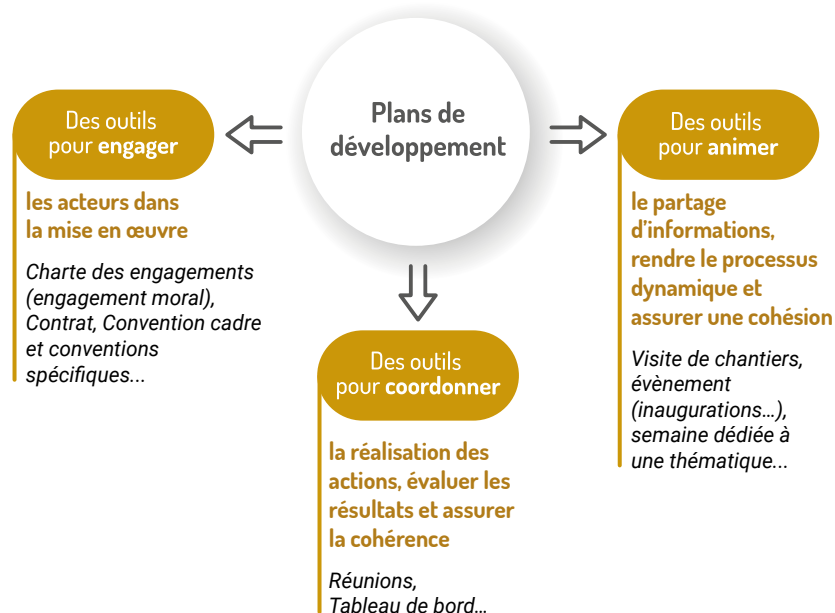 Plans de
développement
Des outils
pour engager
les acteurs dans
la mise en œuvre
Charte des engagements
(engagement moral),
Contrat, Convention cadre
et conventions
spécifiques...
Des outils
pour coordonner
la réalisation des
actions, évaluer les
résultats et assurer
la cohérence
Réunions,
Tableau de bord...
Des outils
pour animer
le partage
d'informations,
rendre le processus
dynamique et
assurer une cohésion
Visite de chantiers,
évènement
(inaugurations...),
semaine dédiée à
une thématique...